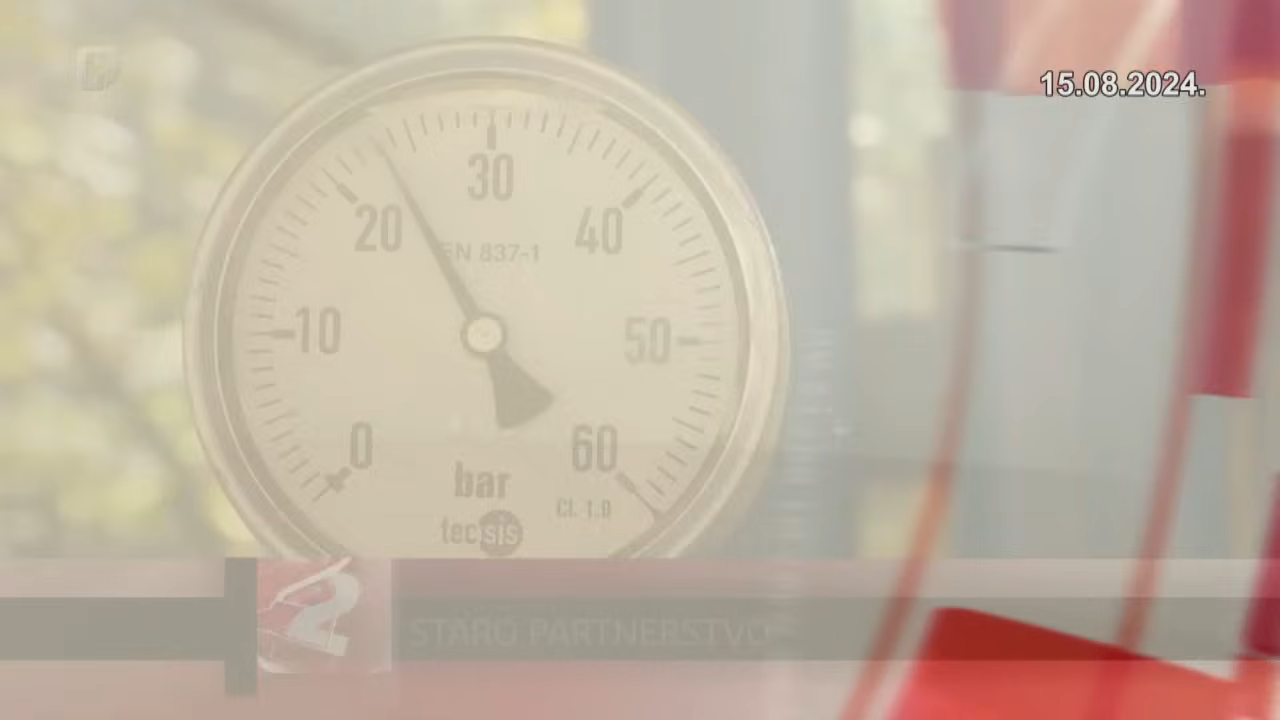 15.08.2024.
30
20
40
EN 837-1
10
50
0
60
bar
Cl. 1.0
tecsis
2
STARO PARTNERSTVO